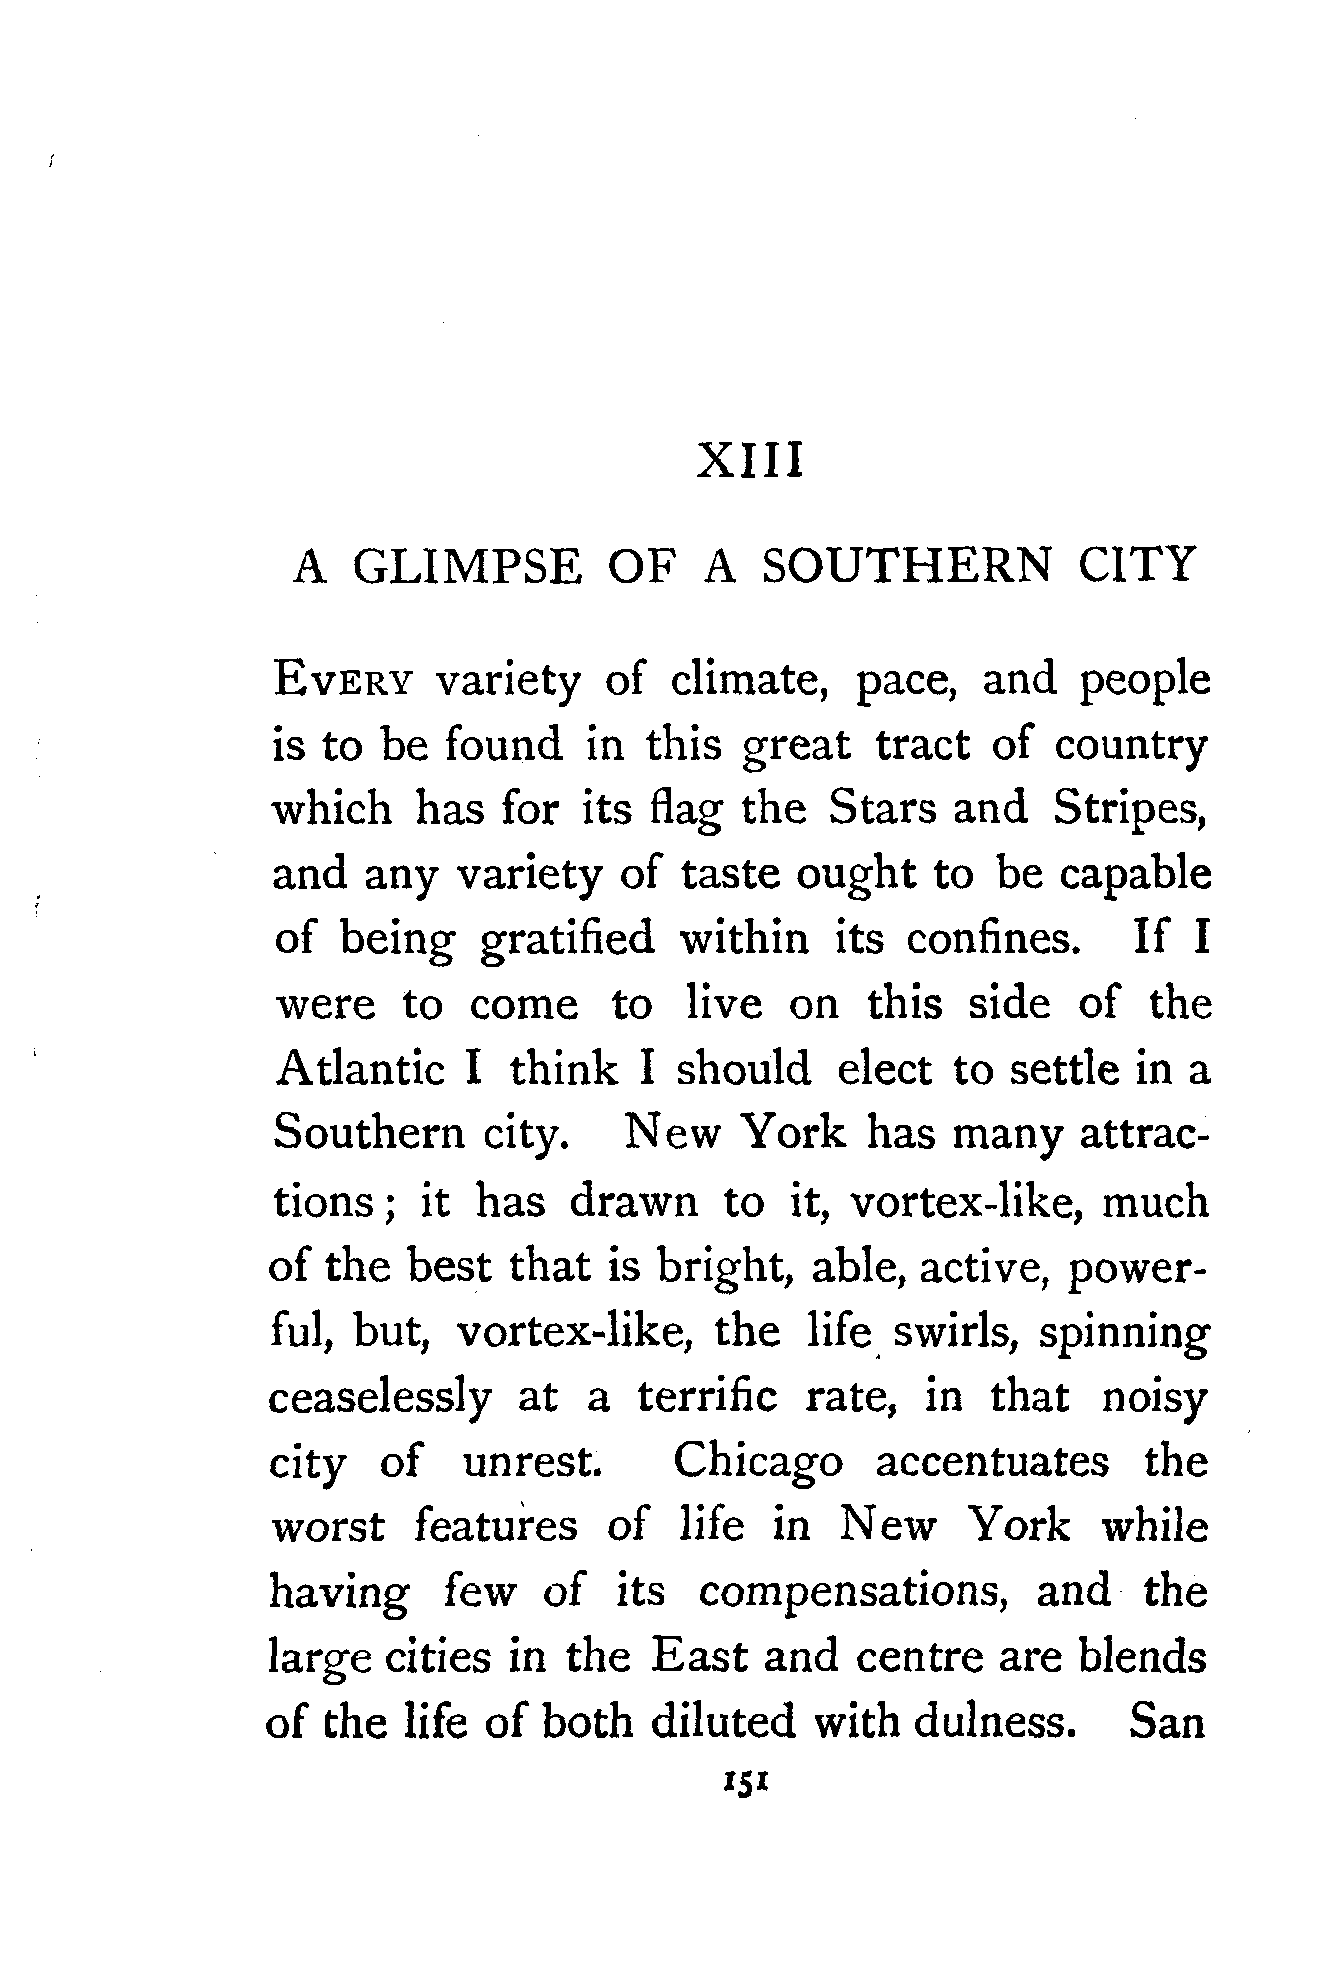 XIII
A GLIMPSE OF A SOUTHERN CITY
EVERY variety of climate, pace, and people
is to be found in this great tract of country
which has for its flag the Stars and Stripes,
and any variety of taste ought to be capable
of being gratified within its confines. If I
were to come to live on this side of the
Atlantic I think I should elect to settle in a
Southern city. New York has many attrac-
tions; it has drawn to it, vortex-like, much
of the best that is bright, able, active, power-
ful, but, vortex-like, the life swirls, spinning
ceaselessly at a terrific rate, in that noisy
city of unrest. Chicago accentuates the
worst features of life in New York while
having few of its compensations, and the
large cities in the East and centre are blends
of the life of both diluted with dulness. San
151